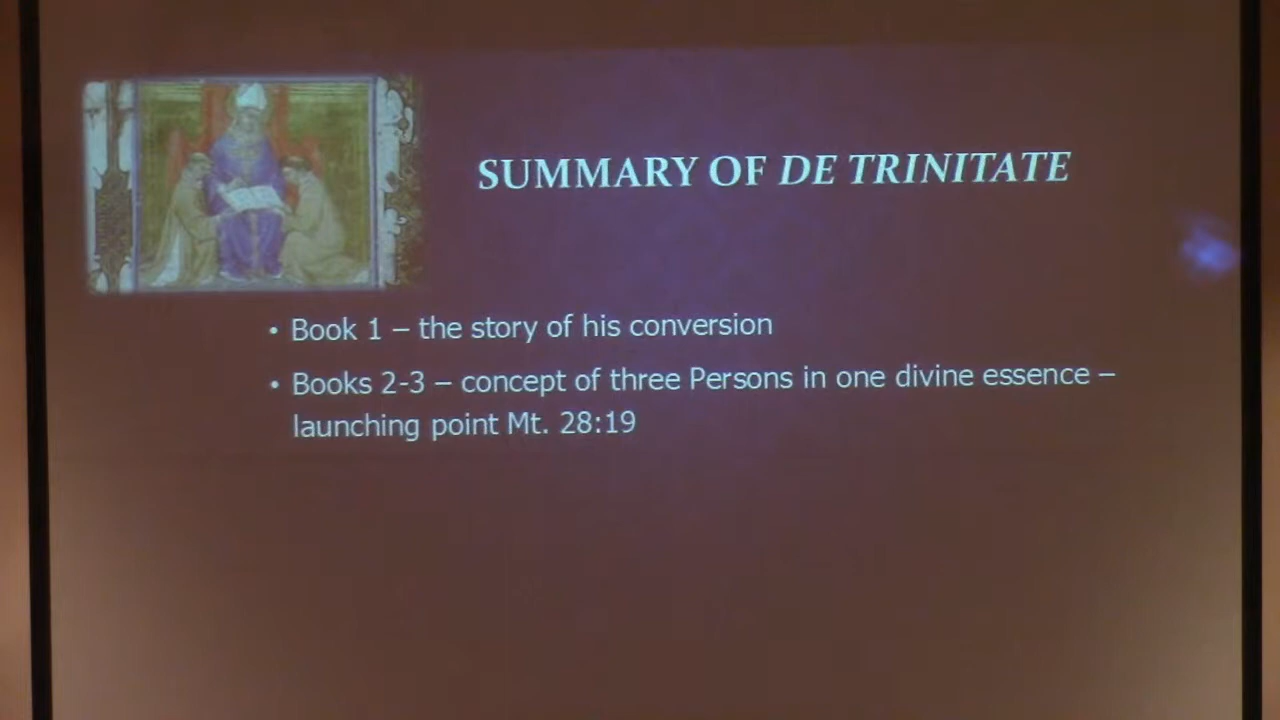 SUMMARY OF DE TRINITATE
• Book 1 – the story of his conversion
• Books 2-3 – concept of three Persons in one divine essence –
launching point Mt. 28:19